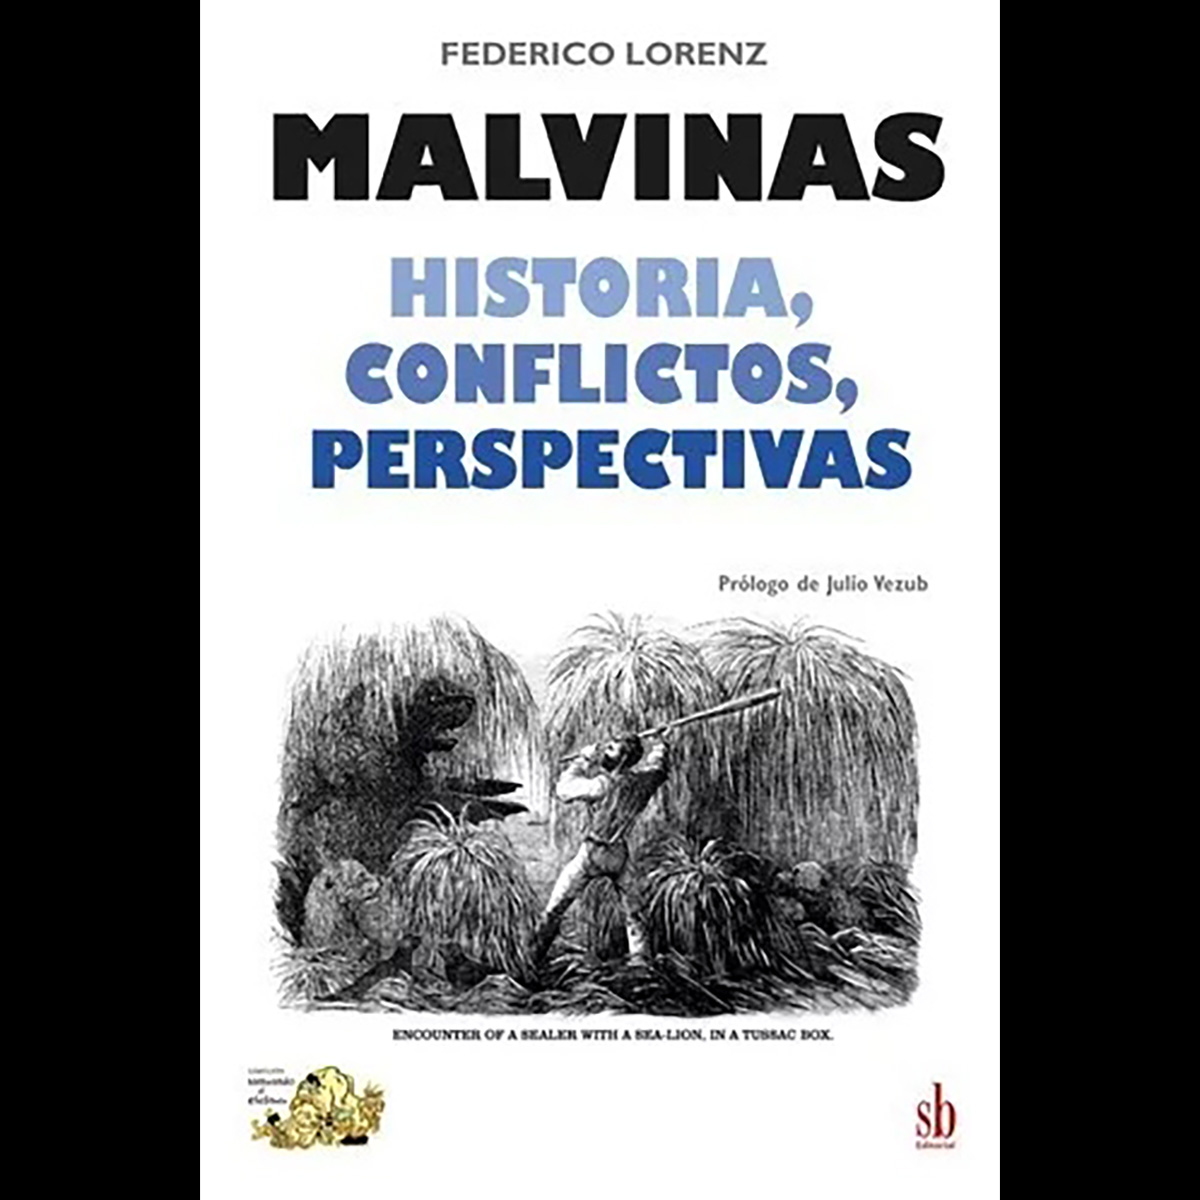 FEDERICO LORENZ
MALVINAS
HISTORIA,
CONFLICTOS,
PERSPECTIVAS
Prólogo de Julio Vezub
ENCOUNTER OF A SEALER WITH A SEA-LION, IN A TUSSAC BOX.
sb
Editorial